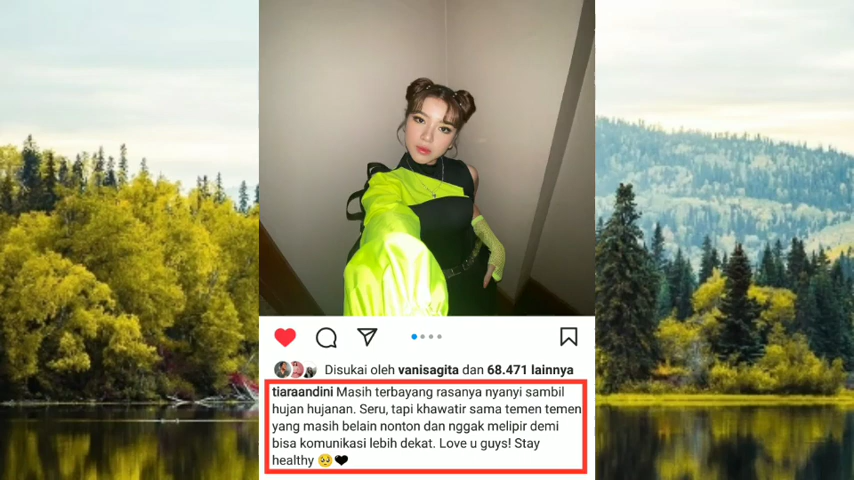 Disukai oleh vanisagita dan 68.471 lainnya
tiaraandini Masih terbayang rasanya nyanyi sambil
hujan hujanan. Seru, tapi khawatir sama temen temen
yang masih belain nonton dan nggak melipir demi
bisa komunikasi lebih dekat. Love u guys! Stay
healthy 🥺🖤